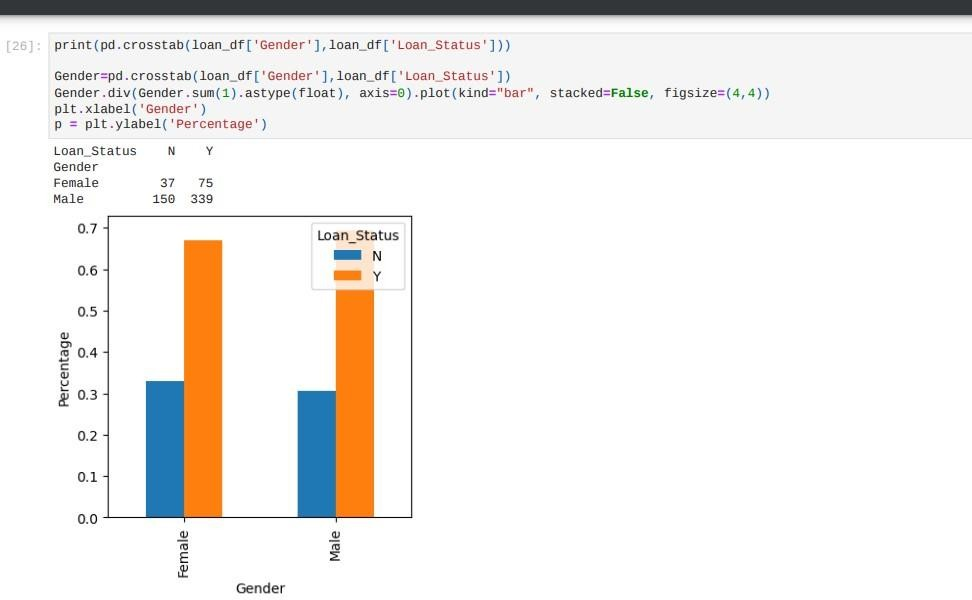 [26]:
print(pd.crosstab(loan_df['Gender'],loan_df['Loan_Status']))
Gender=pd.crosstab(loan_df['Gender'],loan_df['Loan_Status'])
Gender.div(Gender.sum(1).astype(float), axis=0).plot(kind="bar", stacked=False, figsize=(4,4))
plt.xlabel('Gender')
p = plt.ylabel('Percentage')
Loan_Status    N    Y
Gender
Female        37   75
Male         150  339
Loan_Status
N
Y
0.7
0.6
0.5
0.4
0.3
0.2
0.1
0.0
Percentage
Female
Male
Gender